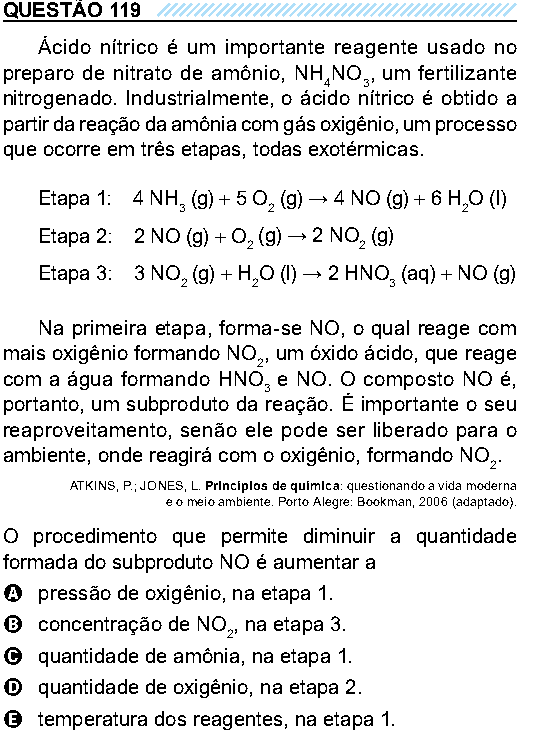 QUESTÃO 119
Ácido nítrico é um importante reagente usado no
preparo de nitrato de amônio, NH₄NO₃, um fertilizante
nitrogenado. Industrialmente, o ácido nítrico é obtido a
partir da reação da amônia com gás oxigênio, um processo
que ocorre em três etapas, todas exotérmicas.
Etapa 1: 4 NH₃ (g) + 5 O₂ (g) → 4 NO (g) + 6 H₂O (l)
Etapa 2: 2 NO (g) + O₂ (g) → 2 NO₂ (g)
Etapa 3: 3 NO₂ (g) + H₂O (l) → 2 HNO₃ (aq) + NO (g)
Na primeira etapa, forma-se NO, o qual reage com
mais oxigênio formando NO₂, um óxido ácido, que reage
com a água formando HNO₃ e NO. O composto NO é,
portanto, um subproduto da reação. É importante o seu
reaproveitamento, senão ele pode ser liberado para o
ambiente, onde reagirá com o oxigênio, formando NO₂.
ATKINS, P.; JONES, L. Princípios de química: questionando a vida moderna
e o meio ambiente. Porto Alegre: Bookman, 2006 (adaptado).
O procedimento que permite diminuir a quantidade
formada do subproduto NO é aumentar a
A pressão de oxigênio, na etapa 1.
B concentração de NO₂, na etapa 3.
C quantidade de amônia, na etapa 1.
D quantidade de oxigênio, na etapa 2.
E temperatura dos reagentes, na etapa 1.